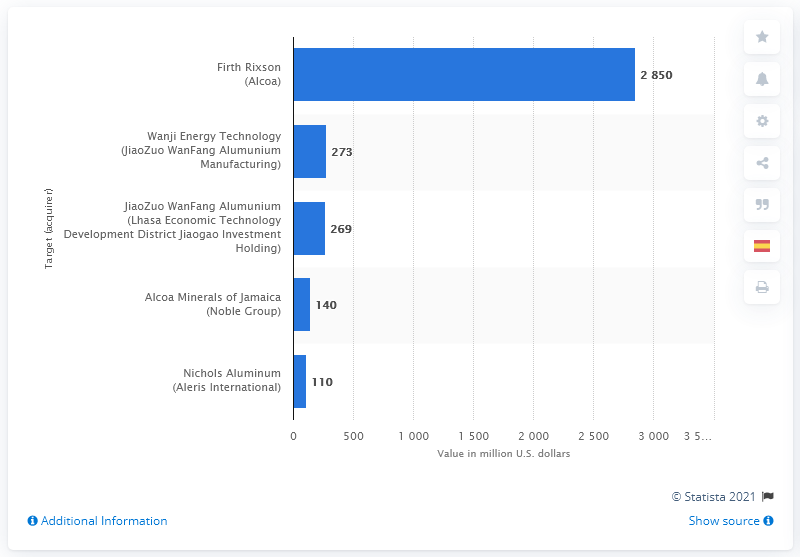 Firth Rixson
(Alcoa)
2 850
Wanji Energy Technology
(JiaoZuo WanFang Alumunium
Manufacturing)
273
JiaoZuo WanFang Alumunium
(Lhasa Economic Technology
Development District Jiaogao Investment
Holding)
269
Alcoa Minerals of Jamaica
(Noble Group)
140
Nichols Aluminum
(Aleris International)
110
Target (acquirer)
0 500 1 000 1 500 2 000 2 500 3 000 3 5...
Value in million U.S. dollars
© Statista 2021
Additional Information
Show source